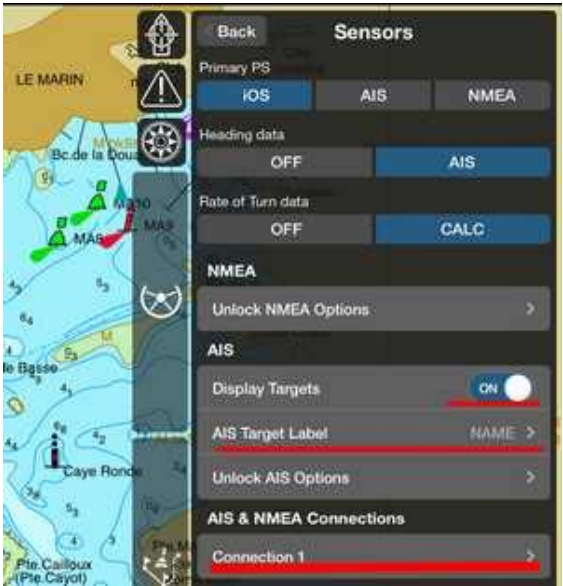 Back
Sensors
Primary PS
iOS AIS NMEA
Heading data
OFF AIS
Rate of Turn data
OFF CALC
NMEA
Unlock NMEA Options
AIS
Display Targets ON
AIS Target Label NAME
Unlock AIS Options
AIS & NMEA Connections
Connection 1
LE MARIN
Bc.de la Doua
MA10
MA9
MA8
5₃
Basse
Caye Ronde
Pte.Cailloux
(Pte.Cayot)